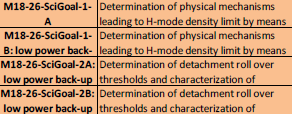 M18-26-SciGoal-1-
A
Determination of physical mechanisms
leading to H-mode density limit by means
M18-26-SciGoal-1-
B: low power back-
Determination of physical mechanisms
leading to H-mode density limit by means
M18-26-SciGoal-2A:
low power back-up
Determination of detachment roll over
thresholds and characterization of
M18-26-SciGoal-2B:
low power back-up
Determination of detachment roll over
thresholds and characterization of